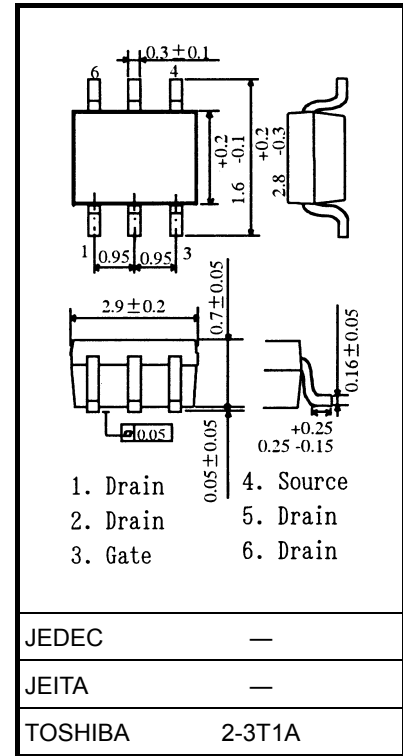 0.3±0.1
6 4
+0.2
1.6 -0.1
+0.2
2.8 -0.3
1 0.95 0.95 3
2.9±0.2
0.7±0.05
0.16±0.05
0.05
0.05±0.05
+0.25
0.25 -0.15
1. Drain
2. Drain
3. Gate
4. Source
5. Drain
6. Drain
JEDEC —
JEITA —
TOSHIBA 2-3T1A